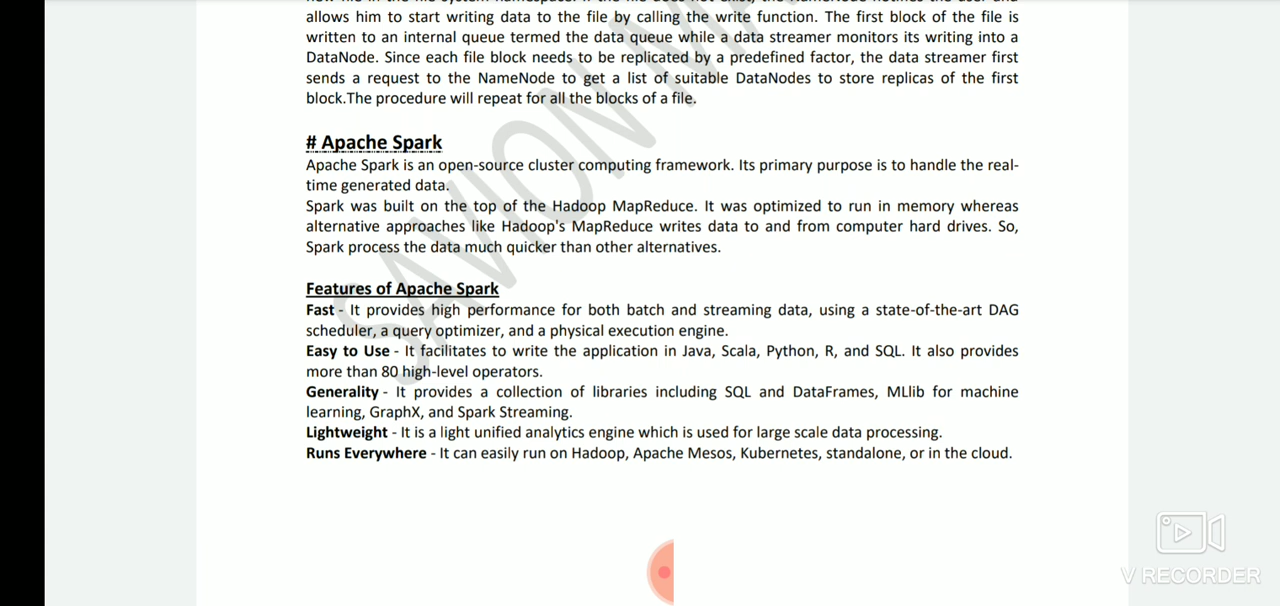 allows him to start writing data to the file by calling the write function. The first block of the file is
written to an internal queue termed the data queue while a data streamer monitors its writing into a
DataNode. Since each file block needs to be replicated by a predefined factor, the data streamer first
sends a request to the NameNode to get a list of suitable DataNodes to store replicas of the first
block.The procedure will repeat for all the blocks of a file.
# Apache Spark
Apache Spark is an open-source cluster computing framework. Its primary purpose is to handle the real-
time generated data.
Spark was built on the top of the Hadoop MapReduce. It was optimized to run in memory whereas
alternative approaches like Hadoop's MapReduce writes data to and from computer hard drives. So,
Spark process the data much quicker than other alternatives.
Features of Apache Spark
Fast - It provides high performance for both batch and streaming data, using a state-of-the-art DAG
scheduler, a query optimizer, and a physical execution engine.
Easy to Use - It facilitates to write the application in Java, Scala, Python, R, and SQL. It also provides
more than 80 high-level operators.
Generality - It provides a collection of libraries including SQL and DataFrames, MLlib for machine
learning, GraphX, and Spark Streaming.
Lightweight - It is a light unified analytics engine which is used for large scale data processing.
Runs Everywhere - It can easily run on Hadoop, Apache Mesos, Kubernetes, standalone, or in the cloud.
SAVION
V RECORDER